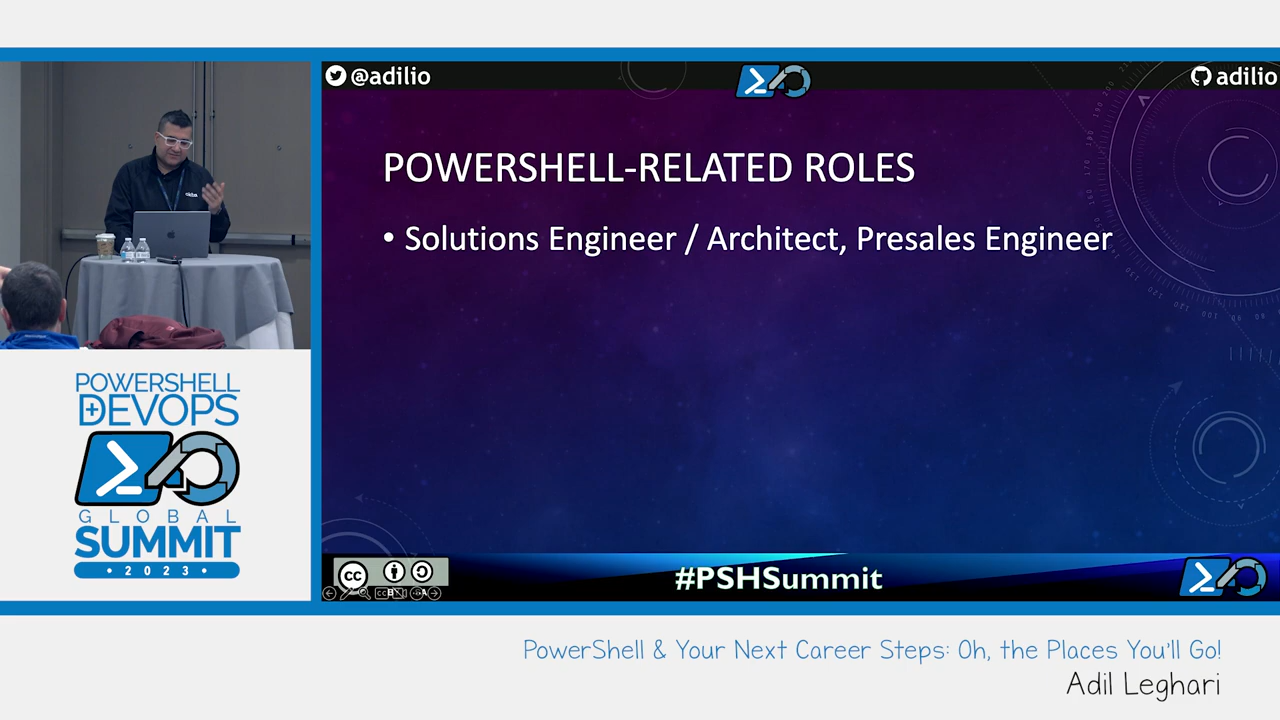 @adilio
adilio
POWERSHELL-RELATED ROLES
• Solutions Engineer / Architect, Presales Engineer
POWERSHELL
+DEVOPS
GLOBAL
SUMMIT
• 2023 •
cc
#PSHSummit
PowerShell & Your Next Career Steps: Oh, the Places You'll Go!
Adil Leghari